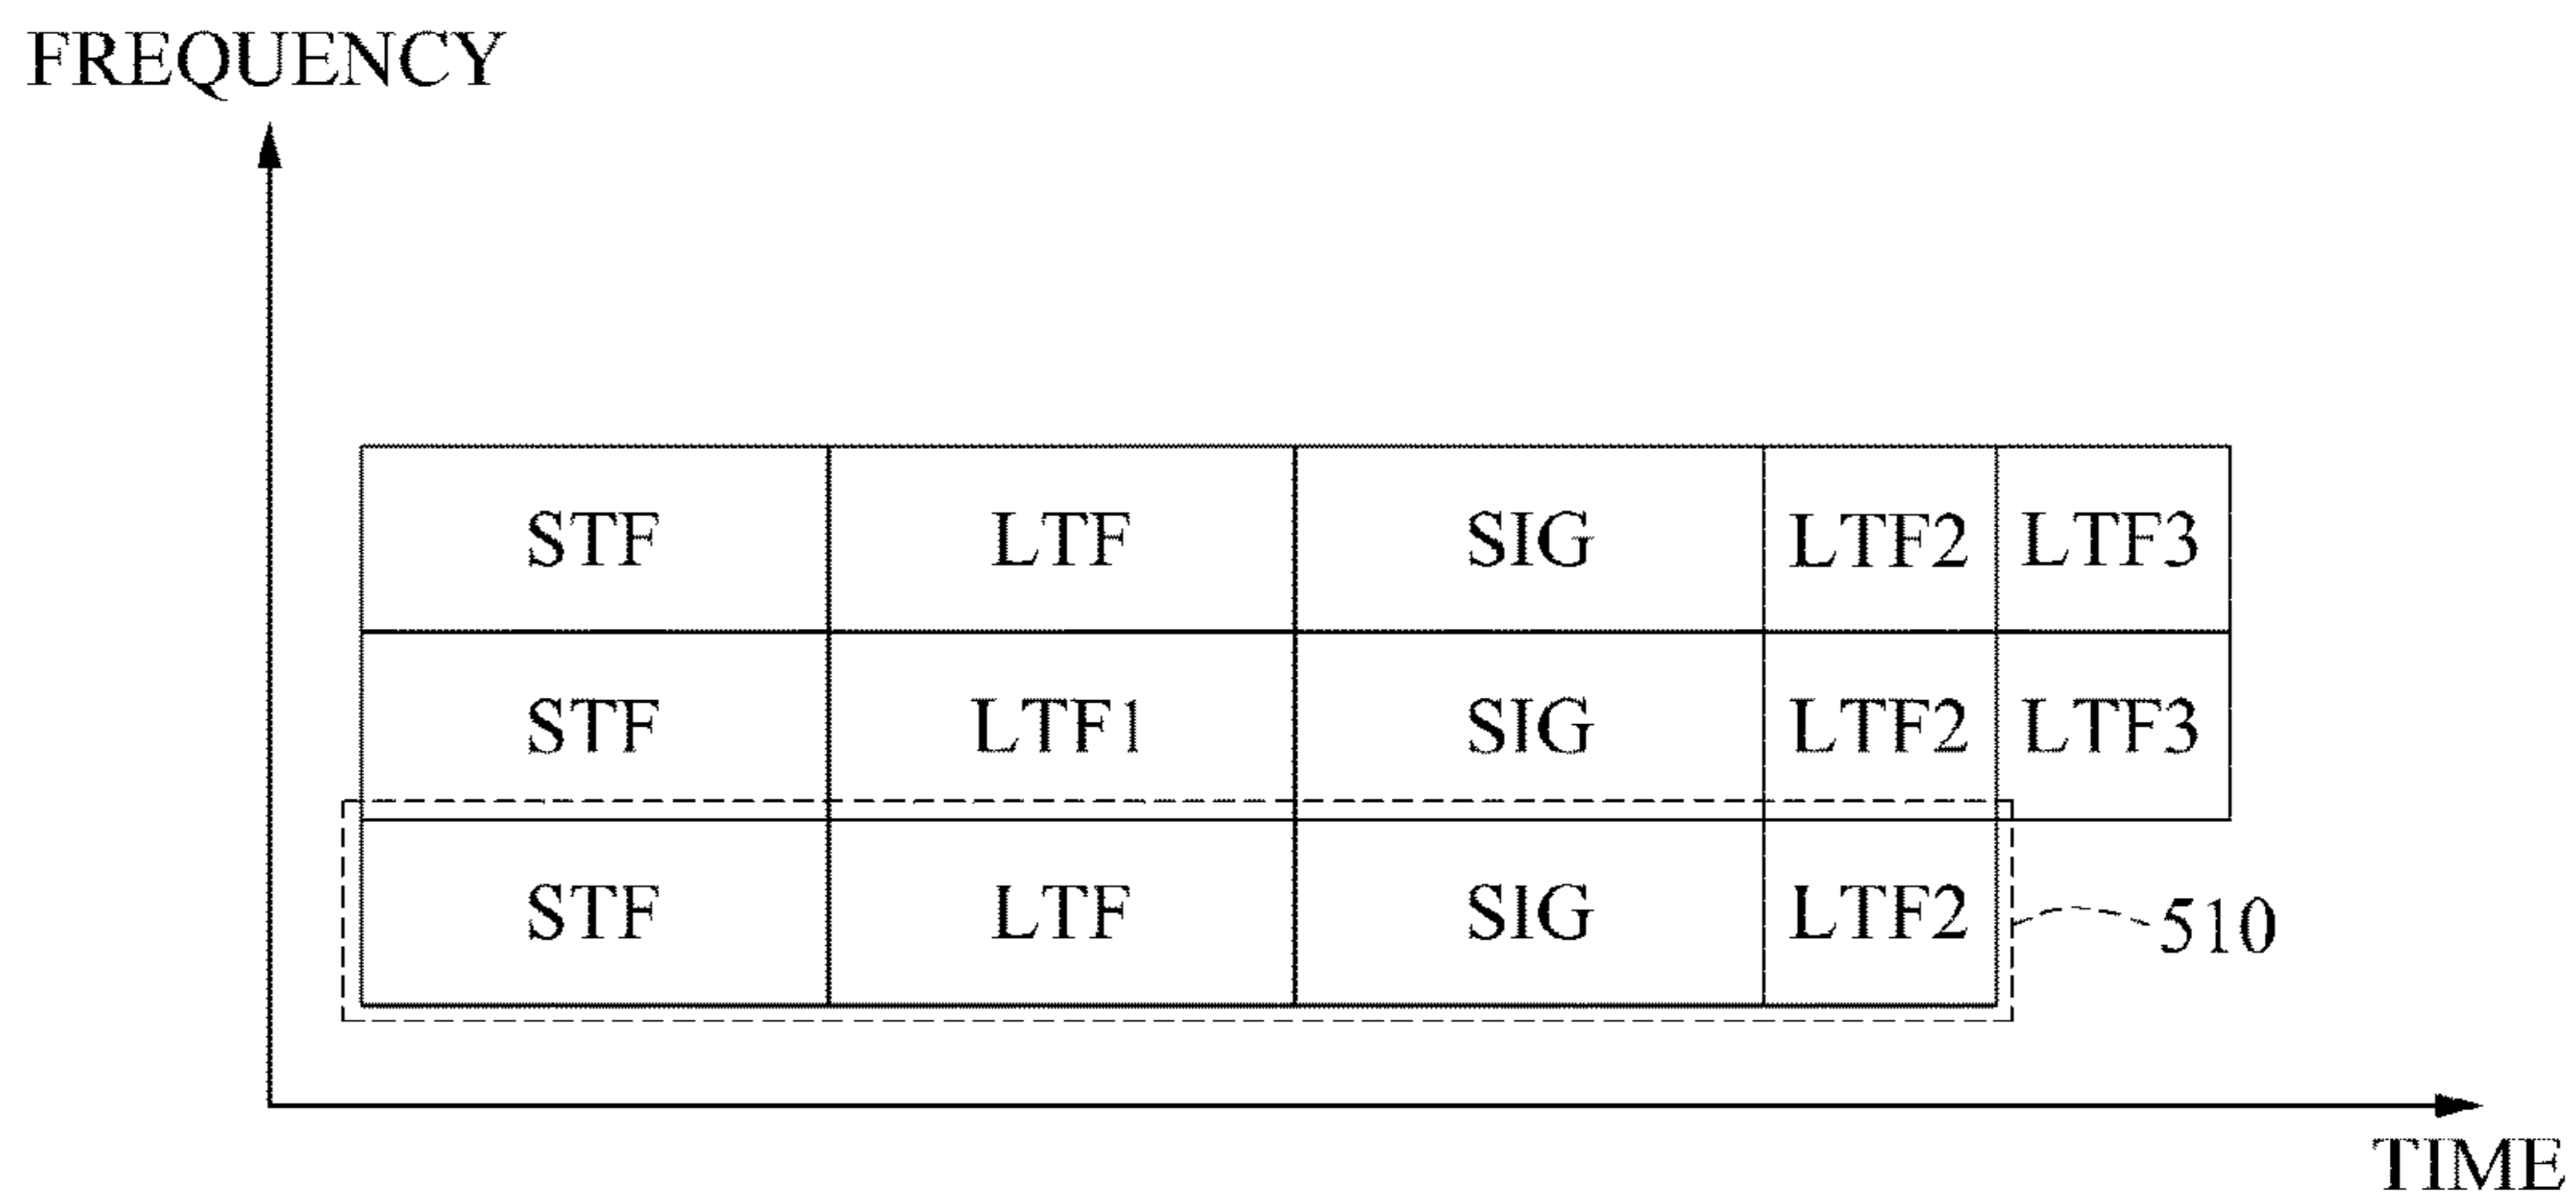 FREQUENCY
STF LTF SIG LTF2 LTF3
STF LTF1 SIG LTF2 LTF3
STF LTF SIG LTF2
510
TIME